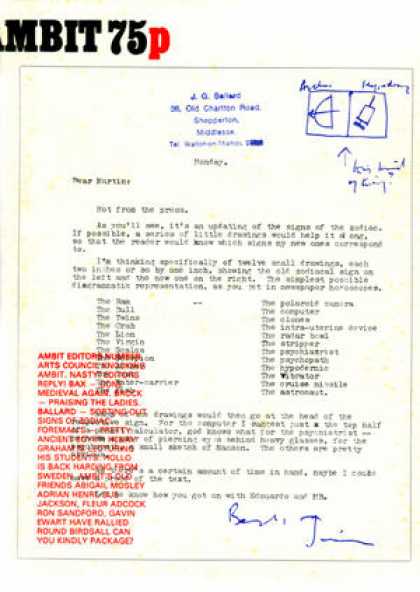 AMBIT 75p
J. G. Ballard
36, Old Charlton Road,
Shepperton,
Middlesex.
Monday.
Dear Martin:
Hot from the press.
As you'll see, it's an updating of the signs of the zodiac.
If possible, a series of little drawings would help it along,
so that the reader would know which signs my new ones correspond
to.
I'm thinking specifically of twelve small drawings, each
two inches or so by one inch, showing the old zodiacal sign on
the left and the new one on the right. The simplest possible
diagrammatic representation, as you get in newspaper horoscopes.
The Ram -- The polaroid camera
The Bull The computer
The Twins The clones
The Crab The intra-uterine device
The Lion The radar bowl
The Virgin The stripper
The Scales The psychiatrist
The psychopath
The hypodermic
The vibrator
-carrier The cruise missile
The astronaut.
drawings would then go at the head of the
sign. For the computer I suggest just a the top half
calculator, god knows what for the psychiatrist --
of piercing eyes behind heavy glasses, for the
small sketch of Manson. The others are pretty
a certain amount of time in hand, maybe I could
of the text.
know how you got on with Edouardo and MB.
AMBIT EDITORS NUMBER
ARTS COUNCIL KNOCKING
AMBIT. NASTY EDITORS
REPLY! BAX — GOES
MEDIEVAL AGAIN. BROCK
— PRAISING THE LADIES.
BALLARD — SORTING OUT
SIGNS OF ZODIAC.
FOREMAN'S — PRETTY
HIS STUDENTS. HOLLO
IS BACK HARDING FROM
SWEDEN. AMBIT'S OLD
FRIENDS ABIGAIL MOSLEY
ADRIAN HENRI, GUS
JACKSON, FLEUR ADCOCK
RON SANDFORD, GAVIN
EWART HAVE RALLIED
ROUND BIRDSALL CAN
YOU KINDLY PACKAGE?